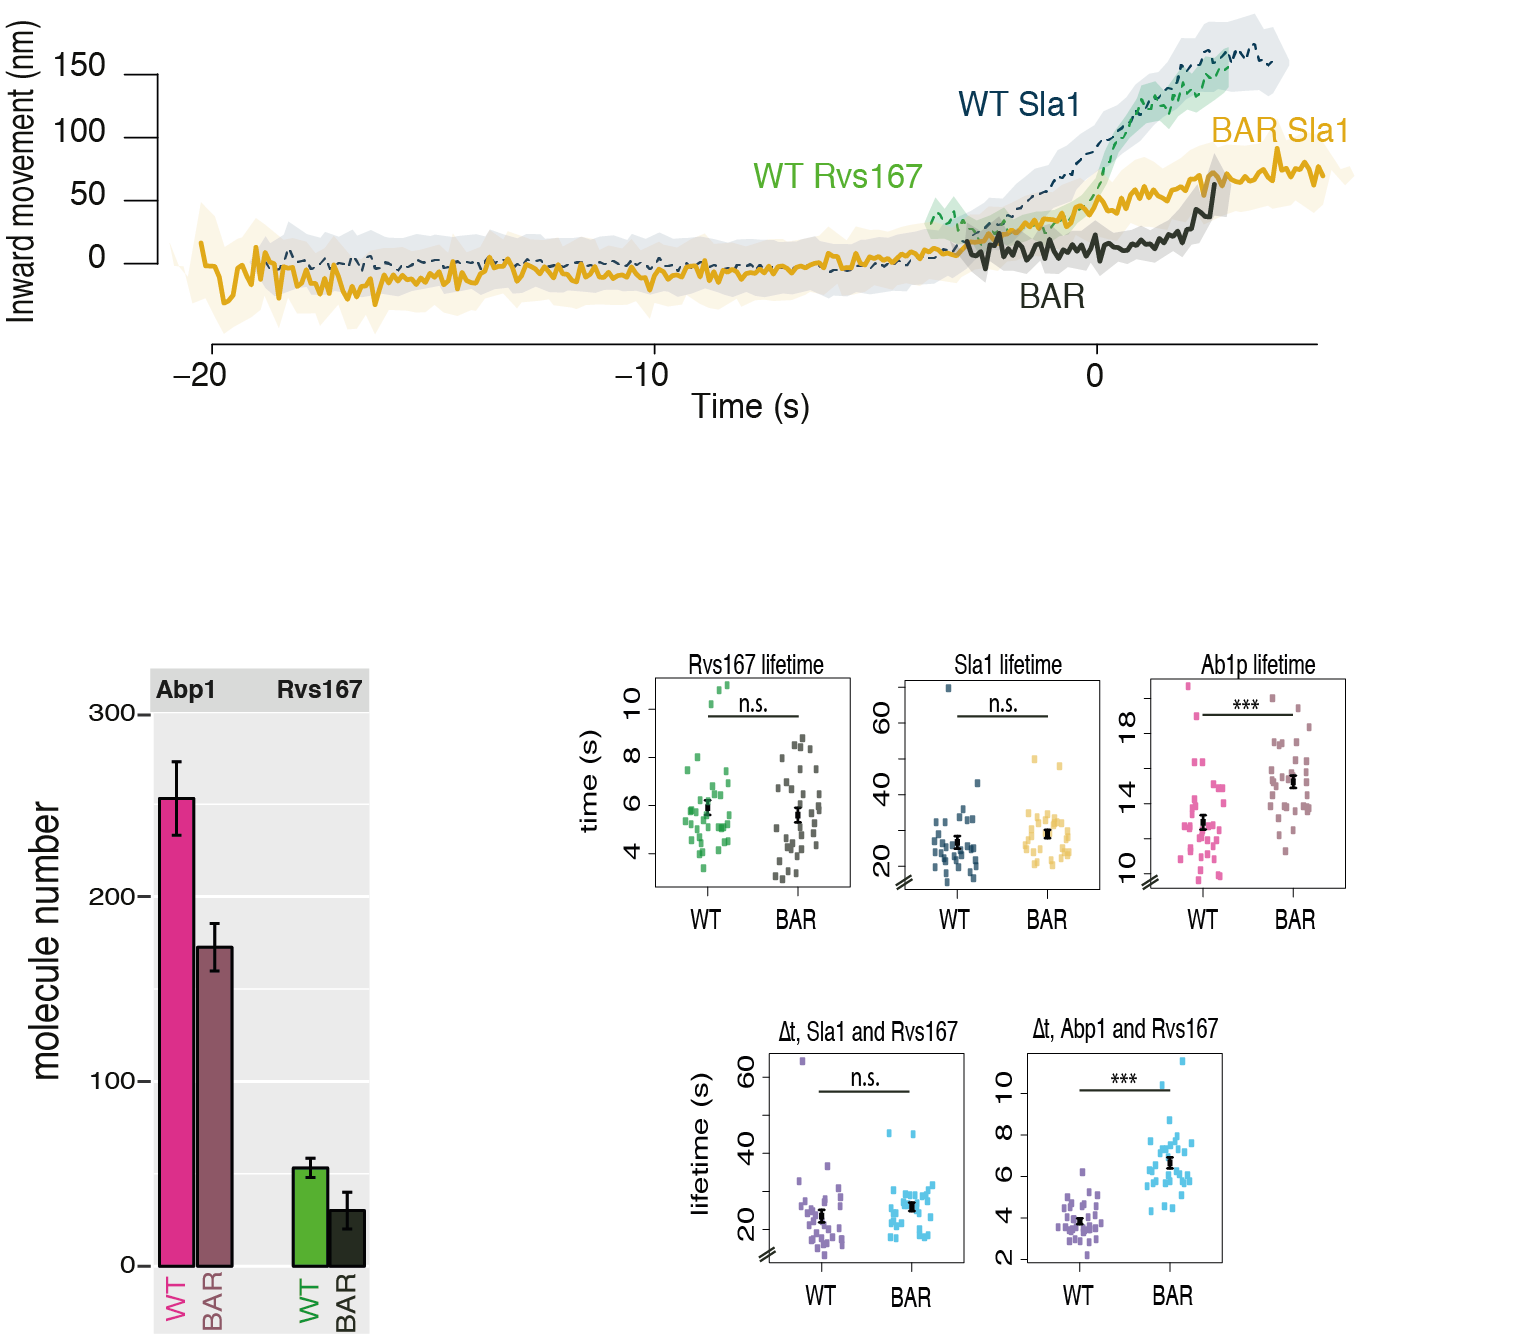 Inward movement (nm)
150
100
50
0
WT Sla1
BAR Sla1
WT Rvs167
BAR
−20
−10
0
Time (s)
molecule number
Abp1
Rvs167
300
200
100
0
WT
BAR
WT
BAR
Rvs167 lifetime
time (s)
10
8
6
4
n.s.
WT
BAR
Sla1 lifetime
60
40
20
n.s.
WT
BAR
Ab1p lifetime
18
14
10
***
WT
BAR
Δt, Sla1 and Rvs167
lifetime (s)
60
40
20
n.s.
WT
BAR
Δt, Abp1 and Rvs167
10
8
6
4
2
***
WT
BAR